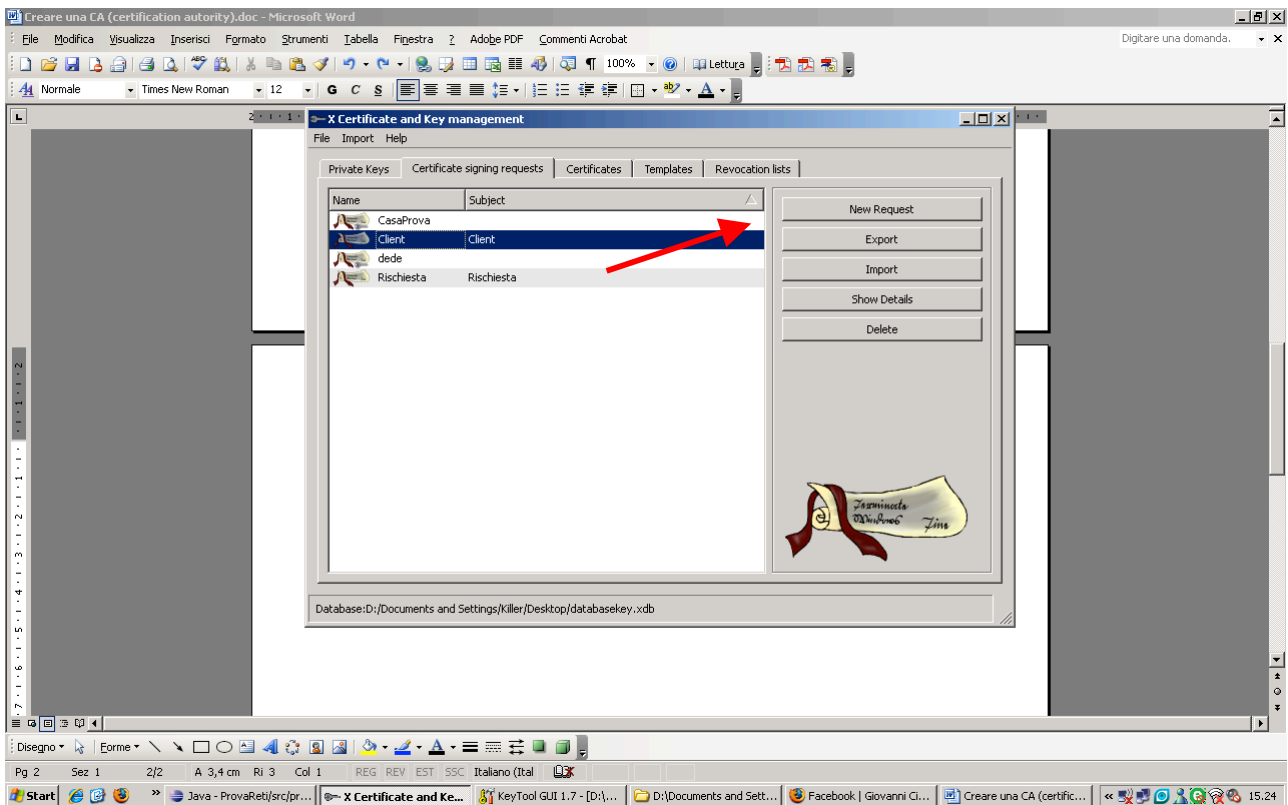 Creare una CA (certification autority).doc - Microsoft Word
File Modifica Visualizza Inserisci Formato Strumenti Tabella Finestra ? Adobe PDF Commenti Acrobat Digitare una domanda.
100% Lettura
Normale Times New Roman 12 G C S
X Certificate and Key management
File Import Help
Private Keys Certificate signing requests Certificates Templates Revocation lists
Name Subject
CasaProva
Client Client
dede
Rischiesta Rischiesta
New Request
Export
Import
Show Details
Delete
Database:D:/Documents and Settings/Killer/Desktop/databasekey.xdb
Disegno Forme
Pg 2 Sez 1 2/2 A 3,4 cm Ri 3 Col 1 REG REV EST SSC Italiano (Ital
Start » Java - ProvaReti/src/pr... X Certificate and Ke... KeyTool GUI 1.7 - [D:\... D:\Documents and Sett... Facebook | Giovanni Ci... Creare una CA (certific... « 15.24